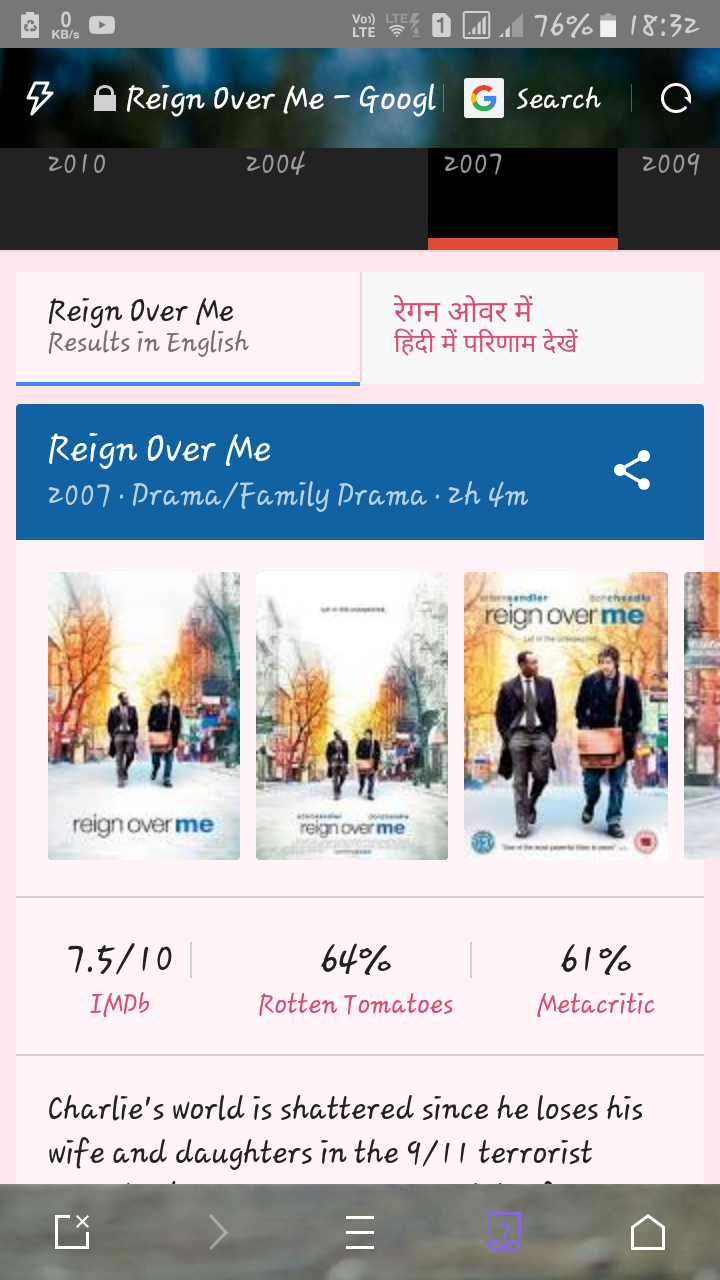 0
KB/s
Vo))
LTE
LTE
1
76%
18:32
Reign Over Me - Googl
Search
2010
2004
2007
2009
Reign Over Me
Results in English
रेगन ओवर में
हिंदी में परिणाम देखें
Reign Over Me
2007 · Drama/Family Drama · 2h 4m
reign over me
reign over me
sandler
reign over me
7.5/10
IMDb
64%
Rotten Tomatoes
61%
Metacritic
Charlie's world is shattered since he loses his
wife and daughters in the 9/11 terrorist
7